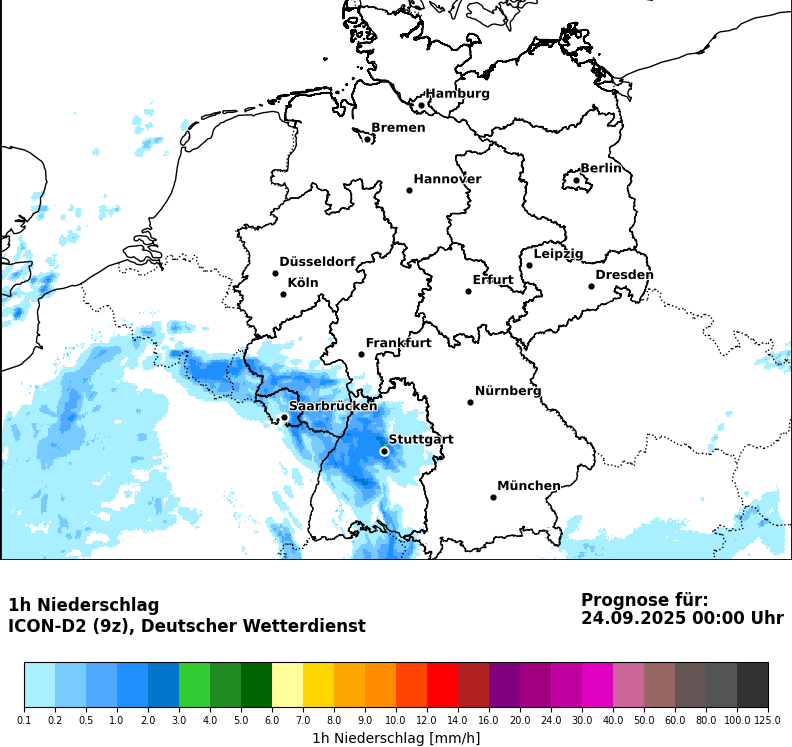 Hamburg
Bremen
Berlin
Hannover
Leipzig
Düsseldorf
Dresden
Köln
Erfurt
Frankfurt
Nürnberg
Saarbrücken
Stuttgart
München
1h Niederschlag
ICON-D2 (9z), Deutscher Wetterdienst
Prognose für:
24.09.2025 00:00 Uhr
0.1 0.2 0.5 1.0 2.0 3.0 4.0 5.0 6.0 7.0 8.0 9.0 10.0 12.0 14.0 16.0 20.0 24.0 30.0 40.0 50.0 60.0 80.0 100.0 125.0
1h Niederschlag [mm/h]